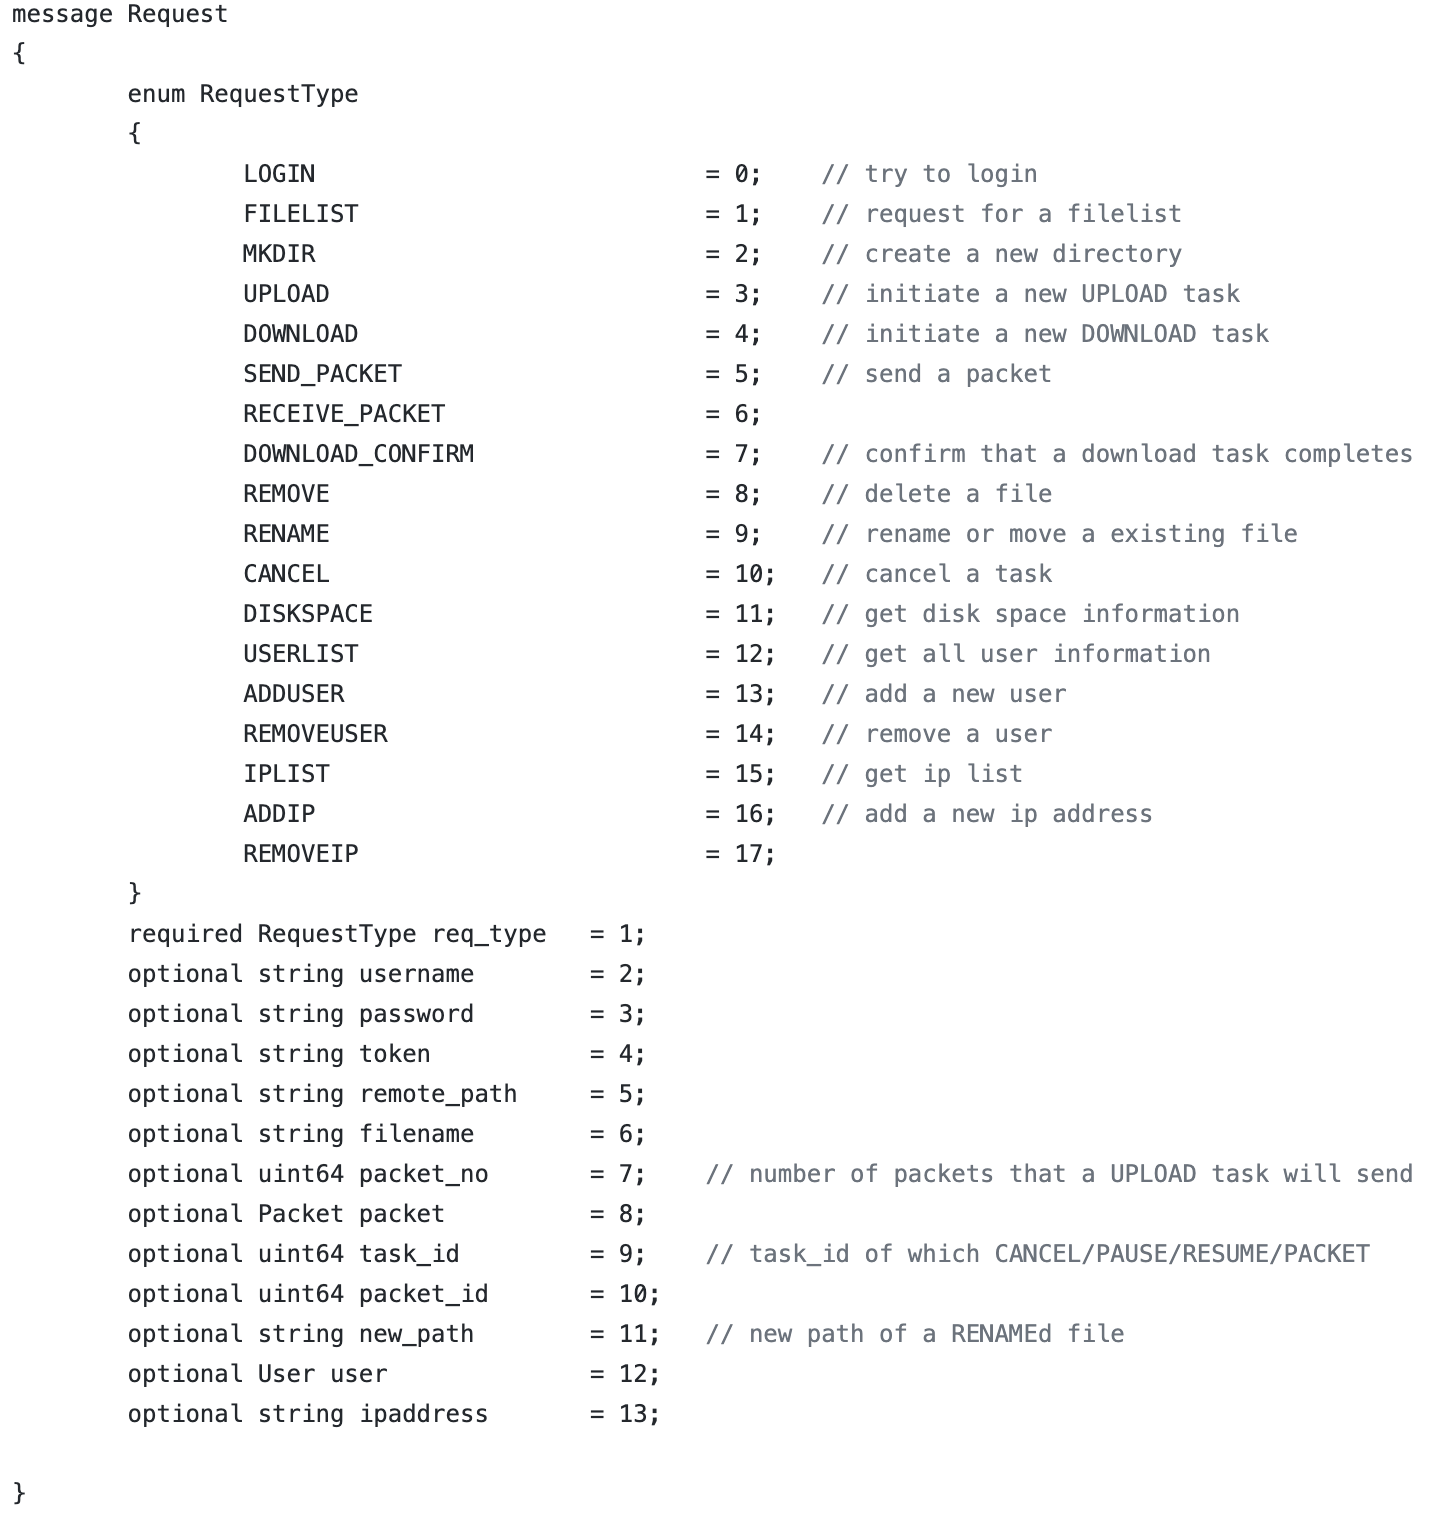 message Request
{
enum RequestType
{
LOGIN = 0; // try to login
FILELIST = 1; // request for a filelist
MKDIR = 2; // create a new directory
UPLOAD = 3; // initiate a new UPLOAD task
DOWNLOAD = 4; // initiate a new DOWNLOAD task
SEND_PACKET = 5; // send a packet
RECEIVE_PACKET = 6;
DOWNLOAD_CONFIRM = 7; // confirm that a download task completes
REMOVE = 8; // delete a file
RENAME = 9; // rename or move a existing file
CANCEL = 10; // cancel a task
DISKSPACE = 11; // get disk space information
USERLIST = 12; // get all user information
ADDUSER = 13; // add a new user
REMOVEUSER = 14; // remove a user
IPLIST = 15; // get ip list
ADDIP = 16; // add a new ip address
REMOVEIP = 17;
}
required RequestType req_type = 1;
optional string username = 2;
optional string password = 3;
optional string token = 4;
optional string remote_path = 5;
optional string filename = 6;
optional uint64 packet_no = 7; // number of packets that a UPLOAD task will send
optional Packet packet = 8;
optional uint64 task_id = 9; // task_id of which CANCEL/PAUSE/RESUME/PACKET
optional uint64 packet_id = 10;
optional string new_path = 11; // new path of a RENAMEd file
optional User user = 12;
optional string ipaddress = 13;
}